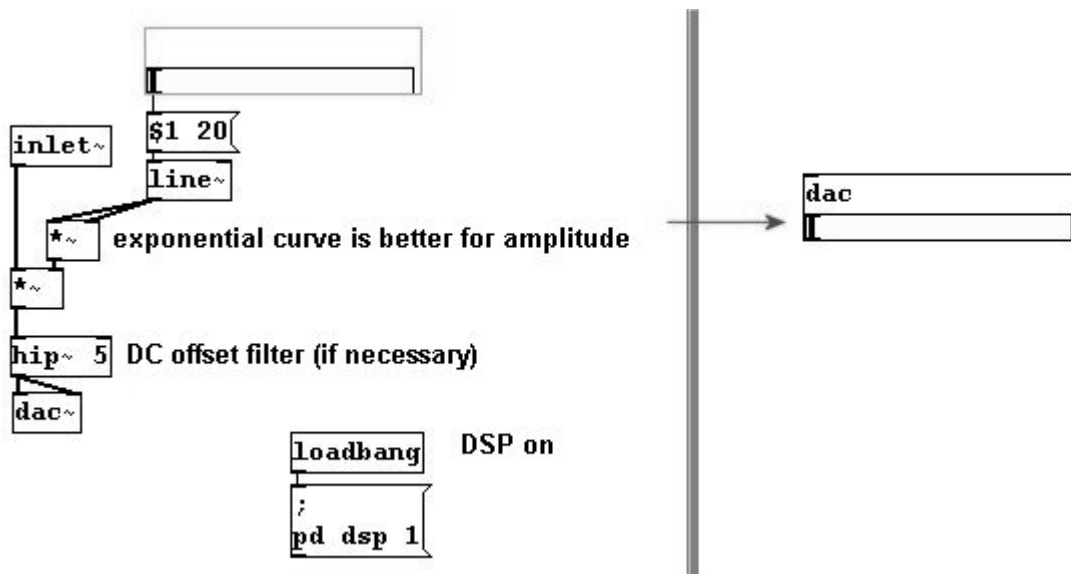 $1 20
inlet~
line~
*~ exponential curve is better for amplitude
*~
hip~ 5 DC offset filter (if necessary)
dac~
loadbang DSP on
;
pd dsp 1
dac